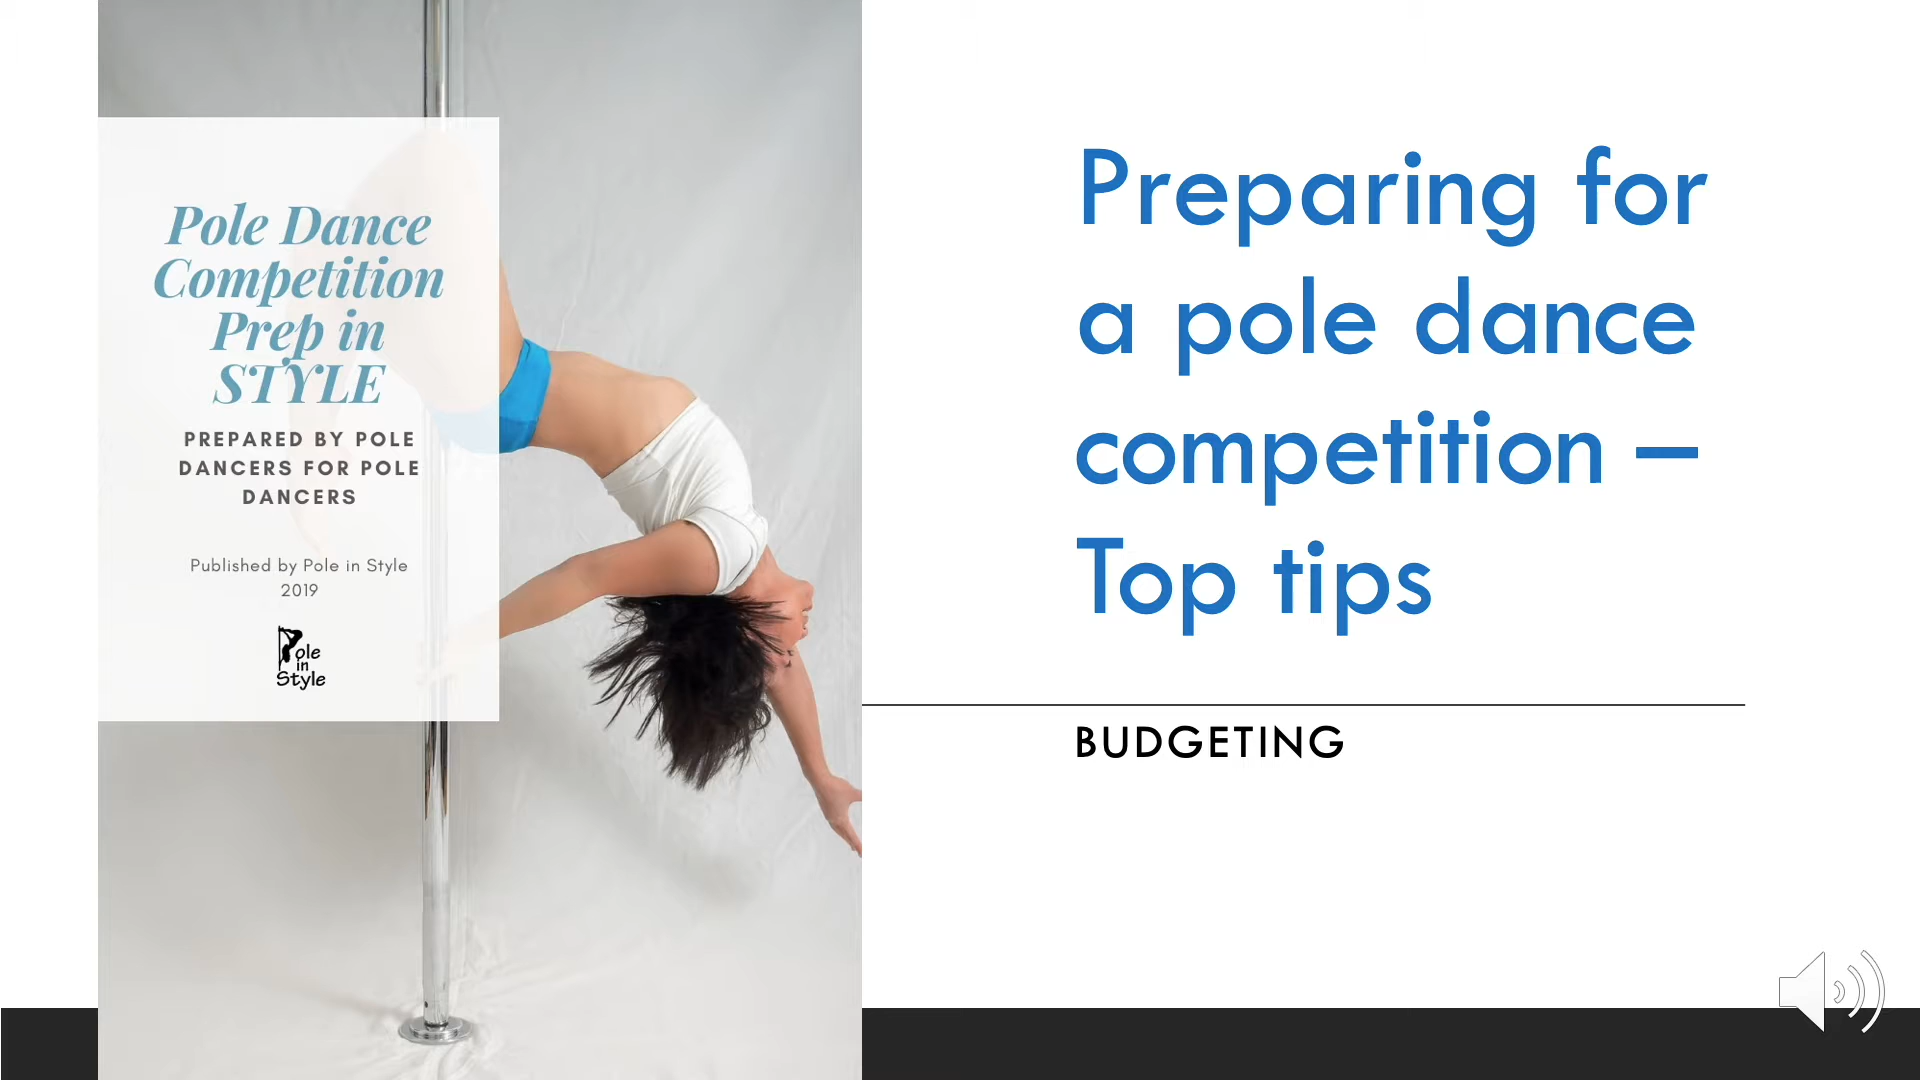 Pole Dance
Competition
Prep in
STYLE
PREPARED BY POLE
DANCERS FOR POLE
DANCERS
Published by Pole in Style
2019
Pole
in
Style
Preparing for
a pole dance
competition –
Top tips
BUDGETING